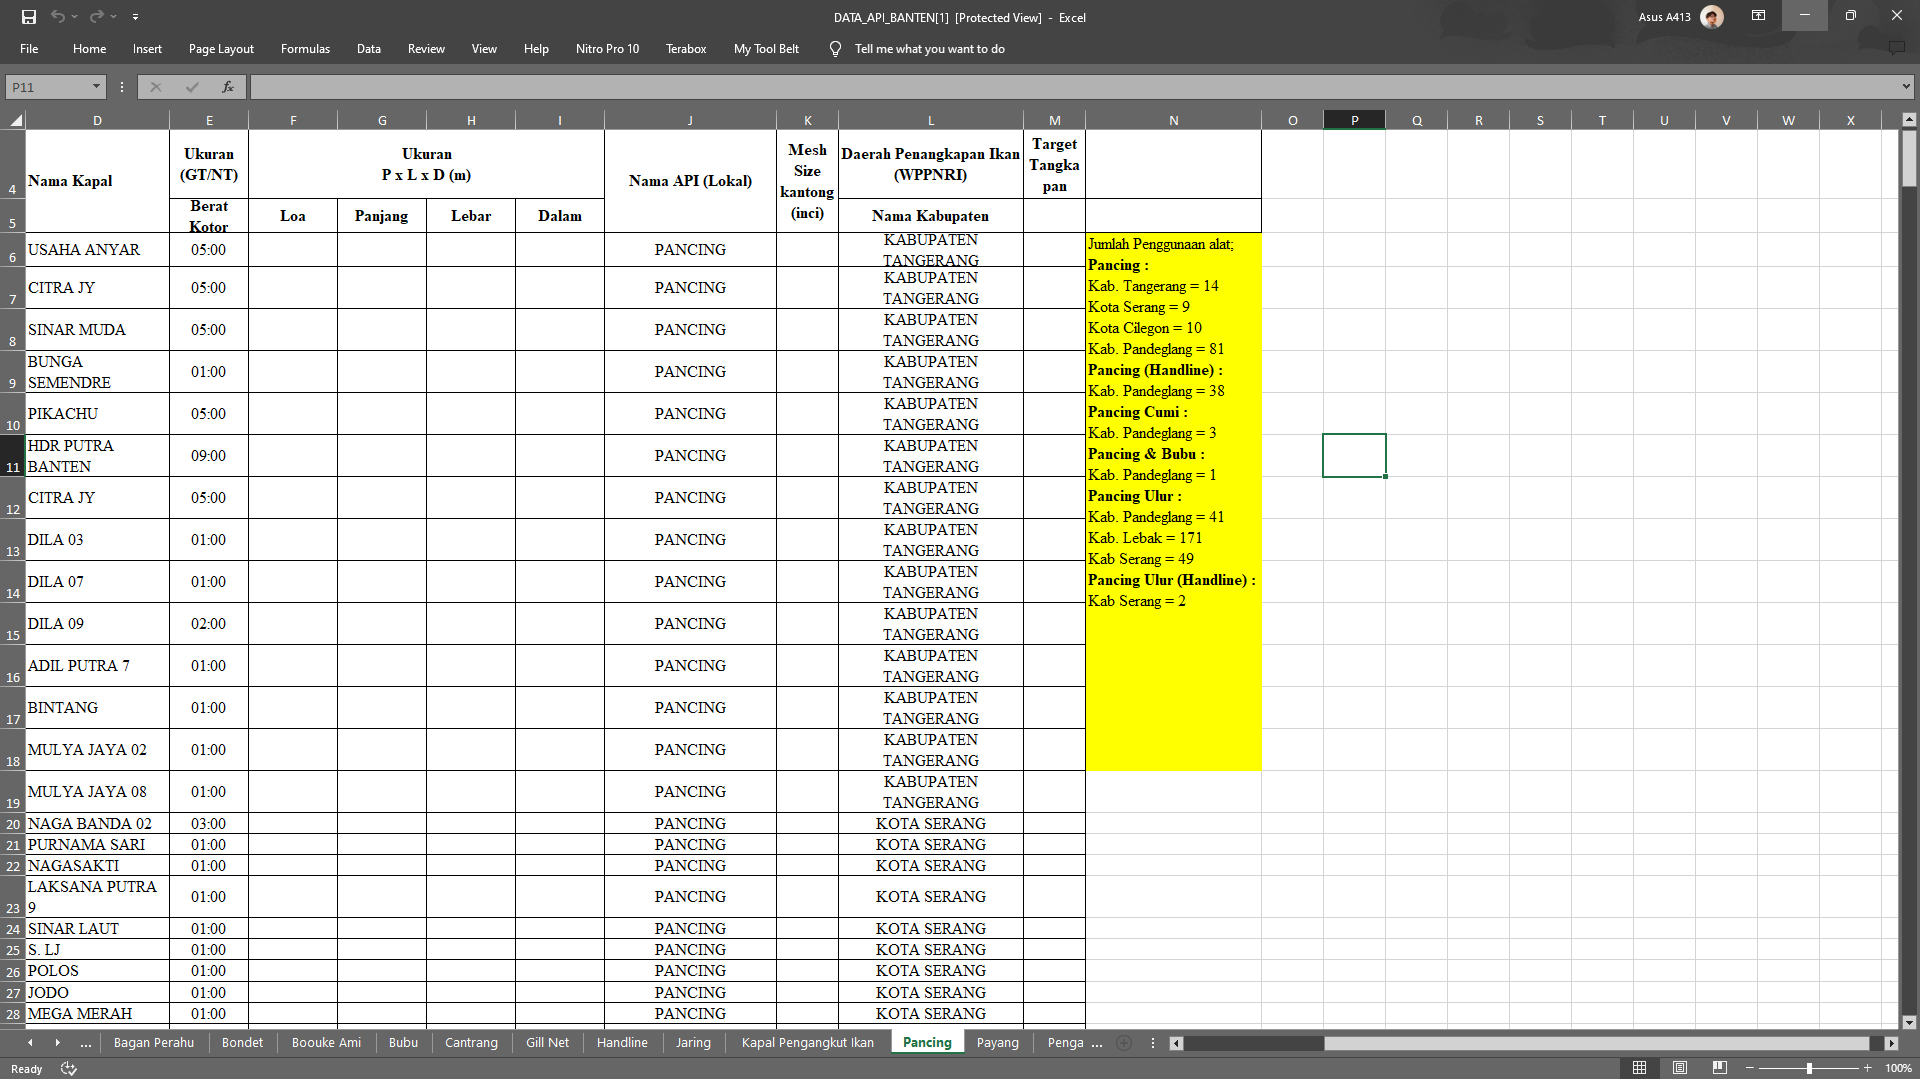 DATA_API_BANTEN[1] [Protected View] - Excel
Asus A413
File Home Insert Page Layout Formulas Data Review View Help Nitro Pro 10 Terabox My Tool Belt Tell me what you want to do
P11 fx
D E F G H I J K L M N O P Q R S T U V W X
4 Nama Kapal Ukuran (GT/NT) Ukuran P x L x D (m) Nama API (Lokal) Mesh Size kantong (inci) Daerah Penangkapan Ikan (WPPNRI) Target Tangka pan
5 Berat Kotor Loa Panjang Lebar Dalam Nama Kabupaten
6 USAHA ANYAR 05:00 PANCING KABUPATEN TANGERANG
7 CITRA JY 05:00 PANCING KABUPATEN TANGERANG
8 SINAR MUDA 05:00 PANCING KABUPATEN TANGERANG
9 BUNGA SEMENDRE 01:00 PANCING KABUPATEN TANGERANG
10 PIKACHU 05:00 PANCING KABUPATEN TANGERANG
11 HDR PUTRA BANTEN 09:00 PANCING KABUPATEN TANGERANG
12 CITRA JY 05:00 PANCING KABUPATEN TANGERANG
13 DILA 03 01:00 PANCING KABUPATEN TANGERANG
14 DILA 07 01:00 PANCING KABUPATEN TANGERANG
15 DILA 09 02:00 PANCING KABUPATEN TANGERANG
16 ADIL PUTRA 7 01:00 PANCING KABUPATEN TANGERANG
17 BINTANG 01:00 PANCING KABUPATEN TANGERANG
18 MULYA JAYA 02 01:00 PANCING KABUPATEN TANGERANG
19 MULYA JAYA 08 01:00 PANCING KABUPATEN TANGERANG
20 NAGA BANDA 02 03:00 PANCING KOTA SERANG
21 PURNAMA SARI 01:00 PANCING KOTA SERANG
22 NAGASAKTI 01:00 PANCING KOTA SERANG
23 LAKSANA PUTRA 9 01:00 PANCING KOTA SERANG
24 SINAR LAUT 01:00 PANCING KOTA SERANG
25 S. LJ 01:00 PANCING KOTA SERANG
26 POLOS 01:00 PANCING KOTA SERANG
27 JODO 01:00 PANCING KOTA SERANG
28 MEGA MERAH 01:00 PANCING KOTA SERANG
Jumlah Penggunaan alat;
Pancing :
Kab. Tangerang = 14
Kota Serang = 9
Kota Cilegon = 10
Kab. Pandeglang = 81
Pancing (Handline) :
Kab. Pandeglang = 38
Pancing Cumi :
Kab. Pandeglang = 3
Pancing & Bubu :
Kab. Pandeglang = 1
Pancing Ulur :
Kab. Pandeglang = 41
Kab. Lebak = 171
Kab Serang = 49
Pancing Ulur (Handline) :
Kab Serang = 2
... Bagan Perahu Bondet Boouke Ami Bubu Cantrang Gill Net Handline Jaring Kapal Pengangkut Ikan Pancing Payang Penga ...
Ready 100%